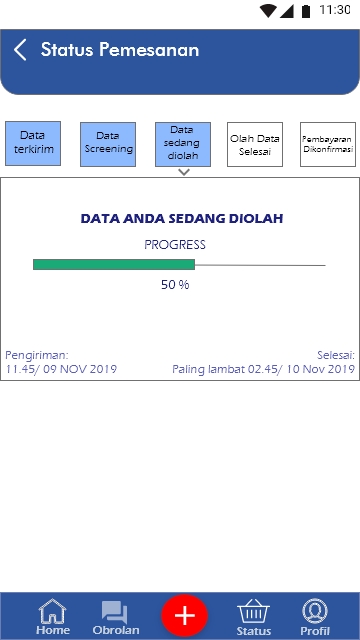 11:30
Status Pemesanan
Data
terkirim
Data
Screening
Data
sedang
diolah
Olah Data
Selesai
Pembayaran
Dikonfirmasi
DATA ANDA SEDANG DIOLAH
PROGRESS
50 %
Pengiriman:
11.45/ 09 NOV 2019
Selesai:
Paling lambat 02.45/ 10 Nov 2019
Home
Obrolan
Status
Profil